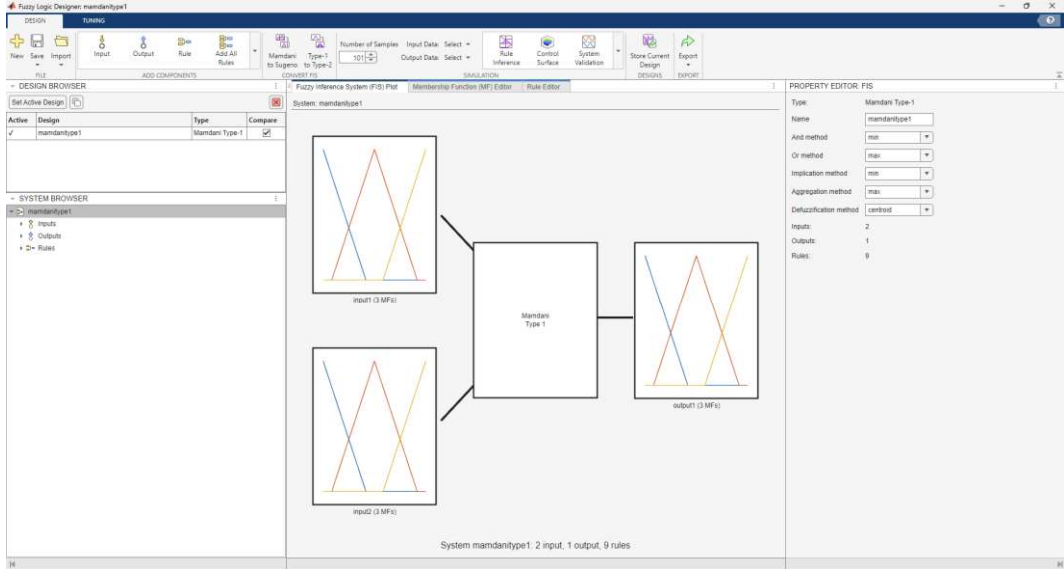 Fuzzy Logic Designer: mamdanitype1
DESIGN TUNING
New Save Import Input Output Rule Add All Rules Mamdani to Sugeno Type-1 to Type-2 Number of Samples 101 Input Data: Select Output Data: Select Rule Inference Control Surface System Validation Store Current Design Export
FILE ADD COMPONENTS CONVERT FIS SIMULATION DESIGNS EXPORT
DESIGN BROWSER
Set Active Design
Active Design Type Compare
mamdanitype1 Mamdani Type-1
SYSTEM BROWSER
mamdanitype1
Inputs
Outputs
Rules
Fuzzy Inference System (FIS) Plot Membership Function (MF) Editor Rule Editor
System: mamdanitype1
input1 (3 MFs)
Mamdani
Type 1
output1 (3 MFs)
input2 (3 MFs)
System mamdanitype1: 2 input, 1 output, 9 rules
PROPERTY EDITOR: FIS
Type: Mamdani Type-1
Name mamdanitype1
And method min
Or method max
Implication method min
Aggregation method max
Defuzzification method centroid
Inputs: 2
Outputs: 1
Rules: 9